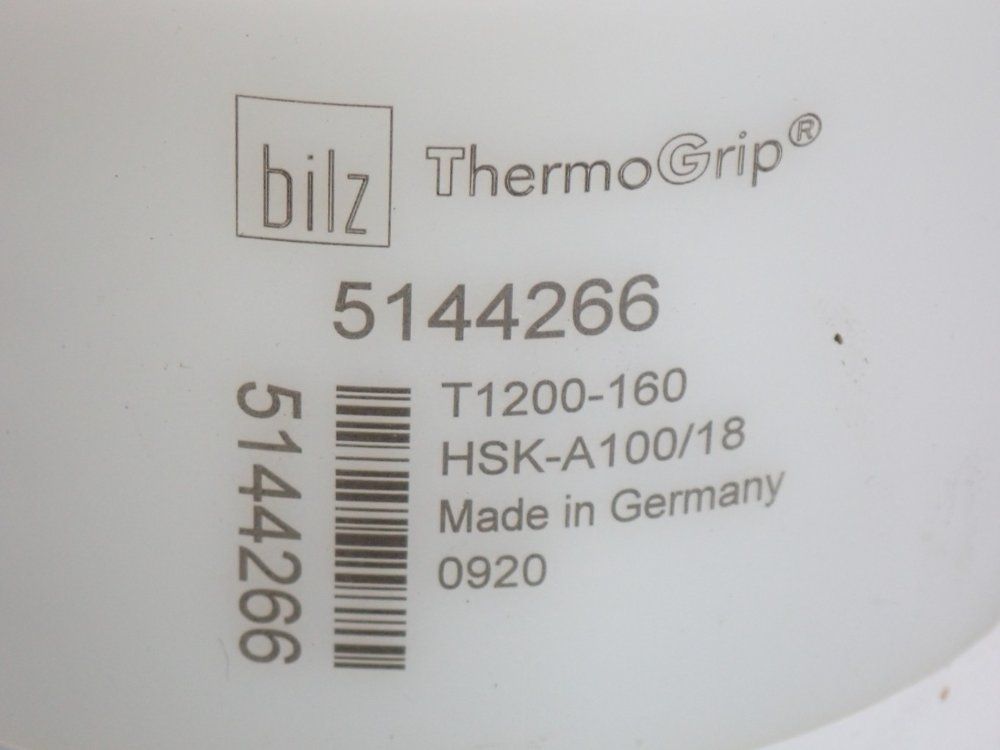 bilz ThermoGrip®
5144266
T1200-160
HSK-A100/18
Made in Germany
0920
5144266